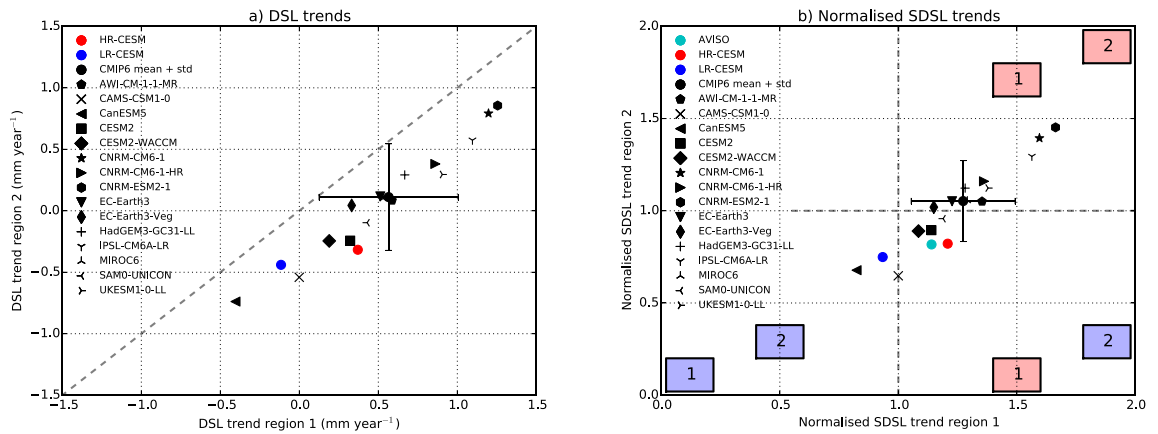 a) DSL trends
1.5
1.0
0.5
0.0
−0.5
−1.0
−1.5
DSL trend region 2 (mm year⁻¹)
HR-CESM
LR-CESM
CMIP6 mean + std
AWI-CM-1-1-MR
CAMS-CSM1-0
CanESM5
CESM2
CESM2-WACCM
CNRM-CM6-1
CNRM-CM6-1-HR
CNRM-ESM2-1
EC-Earth3
EC-Earth3-Veg
HadGEM3-GC31-LL
IPSL-CM6A-LR
MIROC6
SAM0-UNICON
UKESM1-0-LL
−1.5 −1.0 −0.5 0.0 0.5 1.0 1.5
DSL trend region 1 (mm year⁻¹)
b) Normalised SDSL trends
2.0
1.5
1.0
0.5
0.0
Normalised SDSL trend region 2
AVISO
HR-CESM
LR-CESM
CMIP6 mean + std
AWI-CM-1-1-MR
CAMS-CSM1-0
CanESM5
CESM2
CESM2-WACCM
CNRM-CM6-1
CNRM-CM6-1-HR
CNRM-ESM2-1
EC-Earth3
EC-Earth3-Veg
HadGEM3-GC31-LL
IPSL-CM6A-LR
MIROC6
SAM0-UNICON
UKESM1-0-LL
2
1
2
2
1
1
0.0 0.5 1.0 1.5 2.0
Normalised SDSL trend region 1